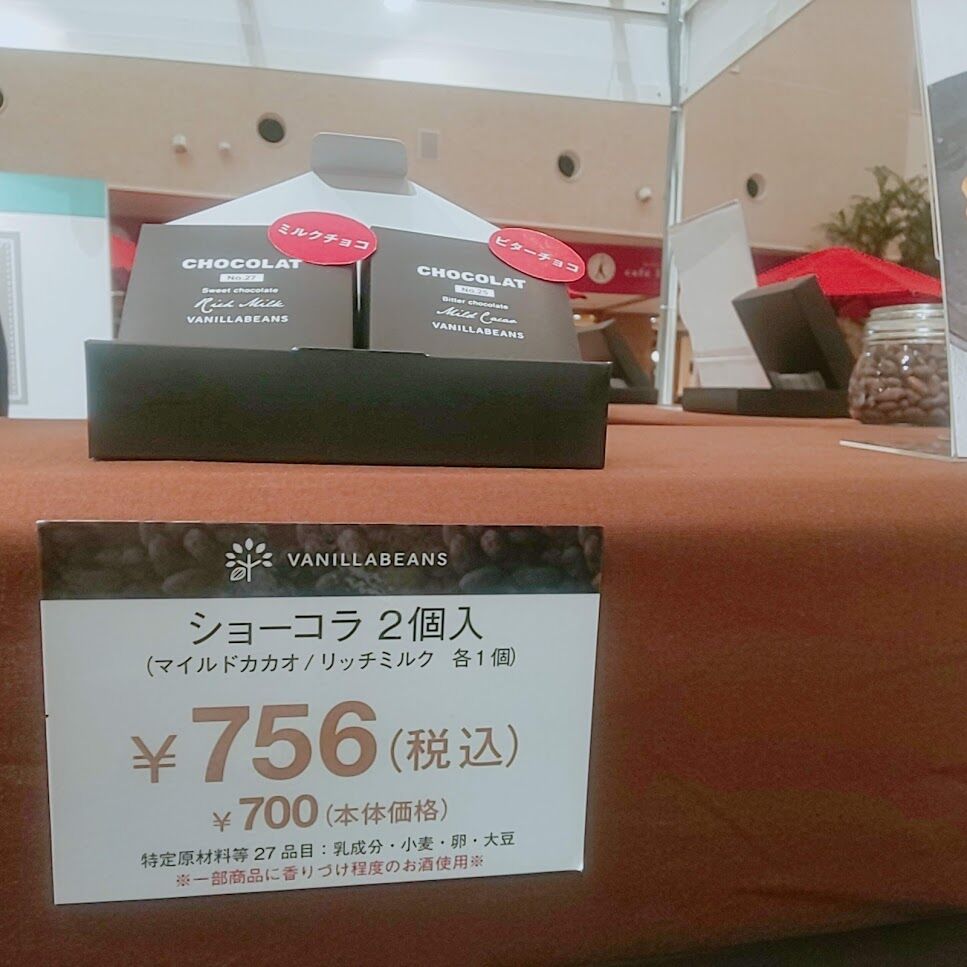 ミルクチョコ
CHOCOLAT
No.27
Sweet chocolate
Rich Milk
VANILLABEANS
ビターチョコ
CHOCOLAT
No.25
Bitter chocolate
Mild Cacao
VANILLABEANS
cafe
VANILLABEANS
ショーコラ 2個入
(マイルドカカオ/リッチミルク 各1個)
¥756(税込)
¥700(本体価格)
特定原材料等27品目:乳成分・小麦・卵・大豆
※一部商品に香りづけ程度のお酒使用※